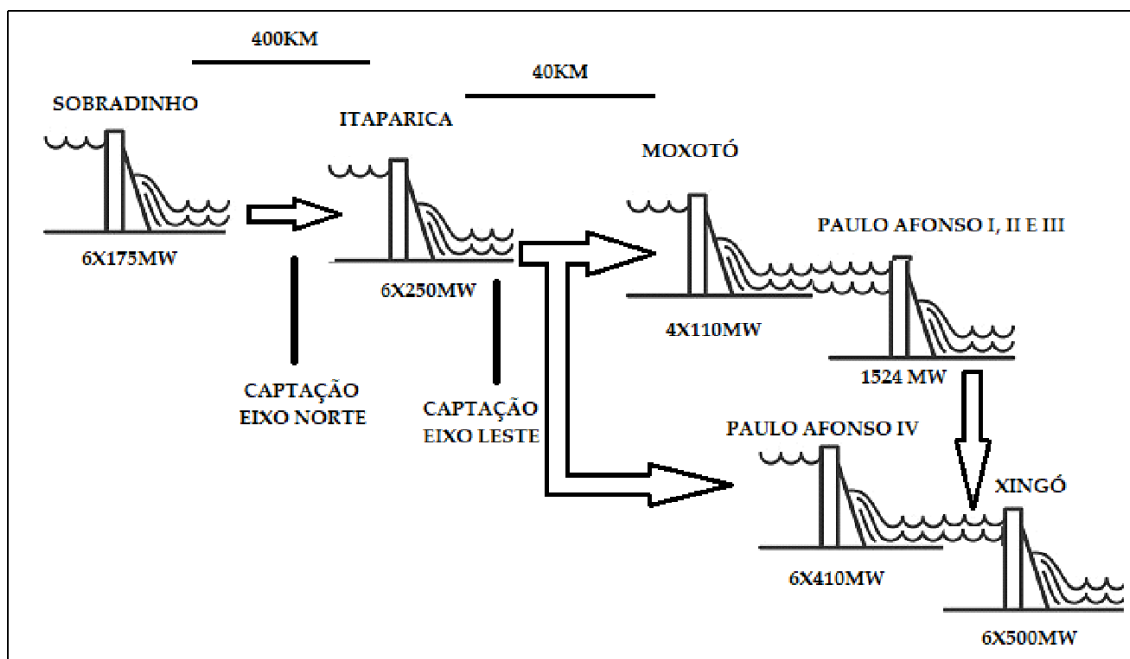 400KM
40KM
SOBRADINHO
ITAPARICA
MOXOTÓ
PAULO AFONSO I, II E III
6X175MW
6X250MW
4X110MW
1524 MW
CAPTAÇÃO
EIXO NORTE
CAPTAÇÃO
EIXO LESTE
PAULO AFONSO IV
XINGÓ
6X410MW
6X500MW